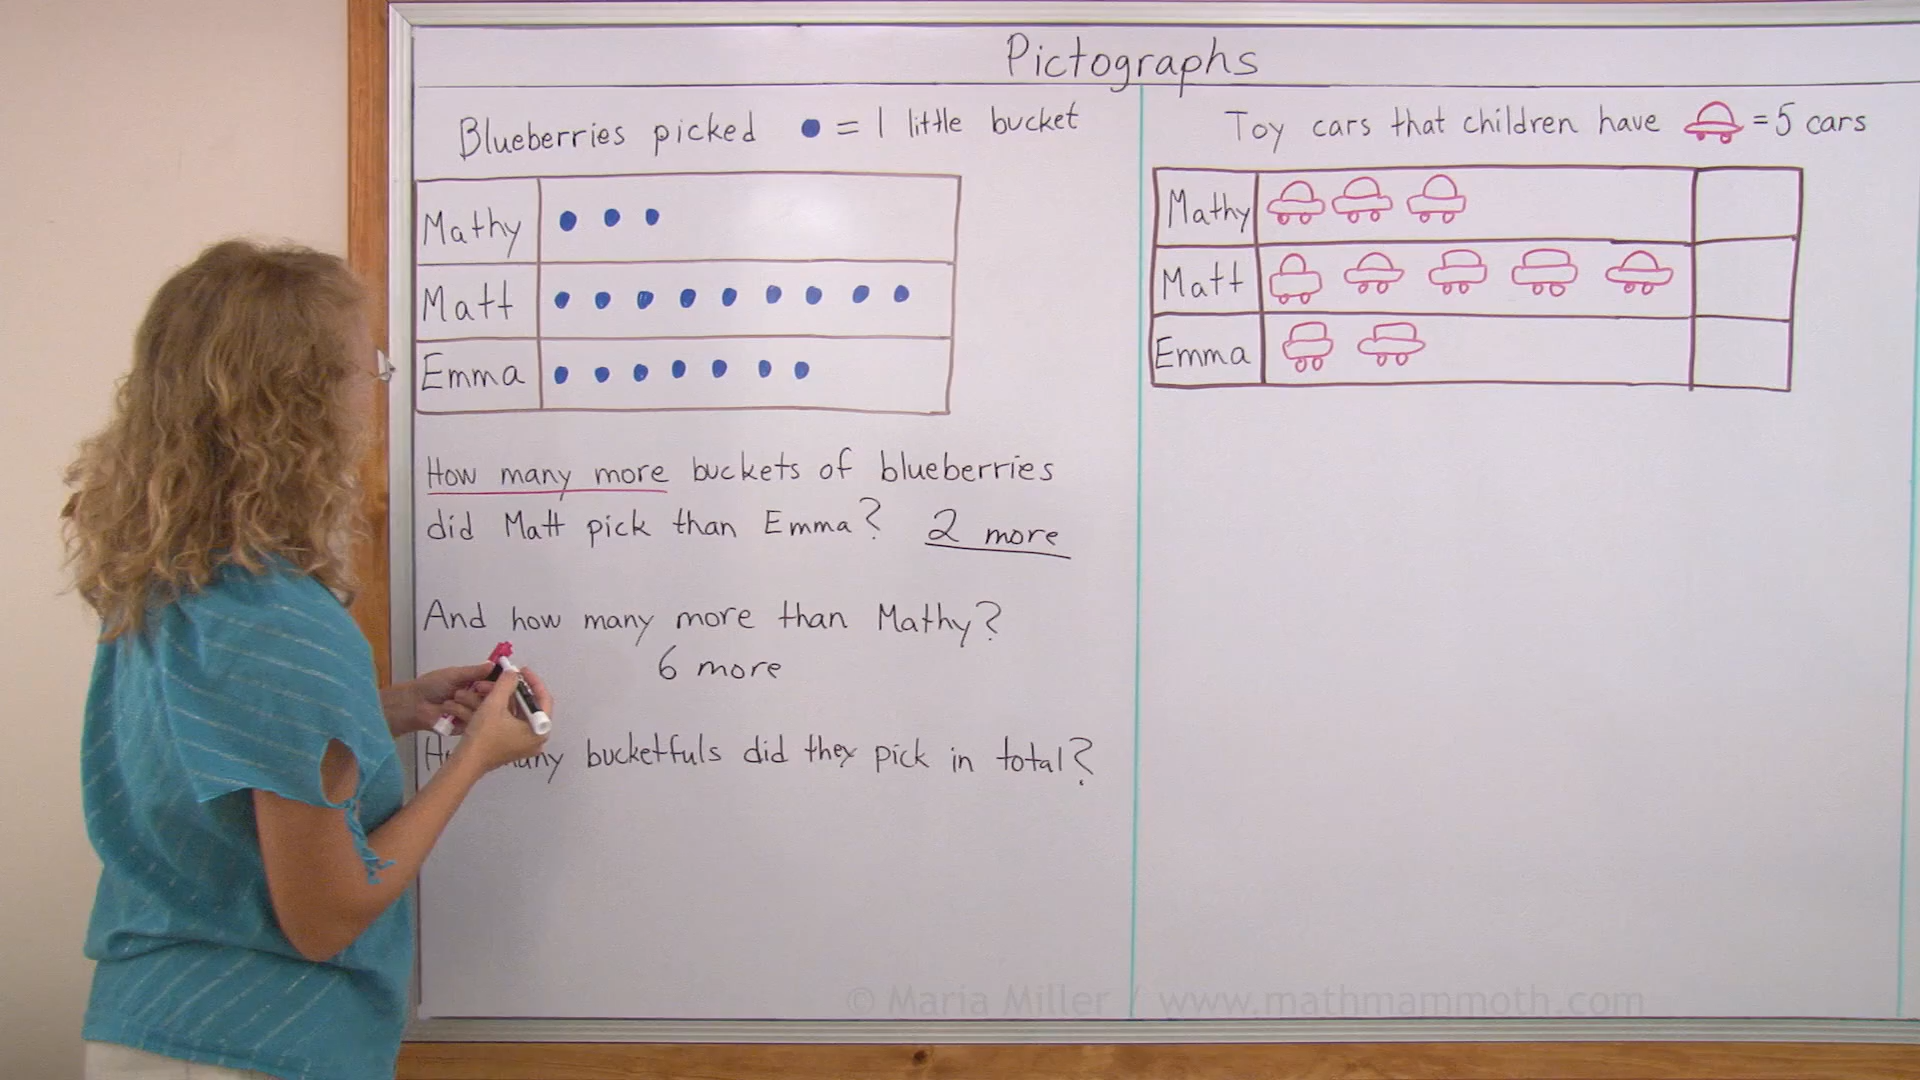 Pictographs
Blueberries picked = 1 little bucket
Mathy
Matt
Emma
How many more buckets of blueberries
did Matt pick than Emma? 2 more
And how many more than Mathy?
6 more
many bucketfuls did they pick in total?
Toy cars that children have = 5 cars
Mathy
Matt
Emma
© Maria Miller / www.mathmammoth.com